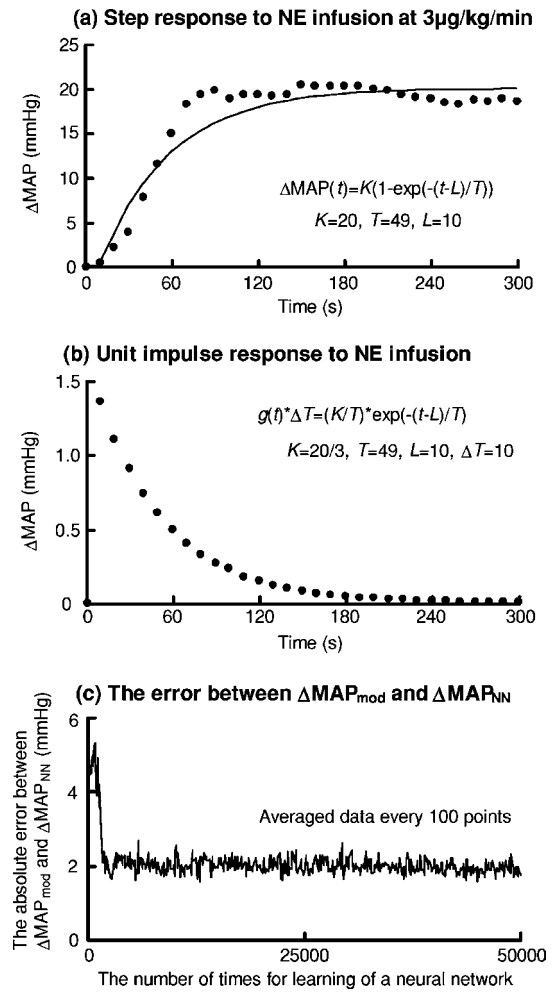 (a) Step response to NE infusion at 3μg/kg/min
25
20
15
10
5
0
ΔMAP (mmHg)
ΔMAP(t)=K(1-exp(-(t-L)/T))
K=20, T=49, L=10
0 60 120 180 240 300
Time (s)
(b) Unit impulse response to NE infusion
1.5
1.0
0.5
0
ΔMAP (mmHg)
g(t)*ΔT=(K/T)*exp(-(t-L)/T)
K=20/3, T=49, L=10, ΔT=10
0 60 120 180 240 300
Time (s)
(c) The error between ΔMAPmod and ΔMAPNN
6
4
2
0
The absolute error between
ΔMAPmod and ΔMAPNN (mmHg)
Averaged data every 100 points
0 25000 50000
The number of times for learning of a neural network